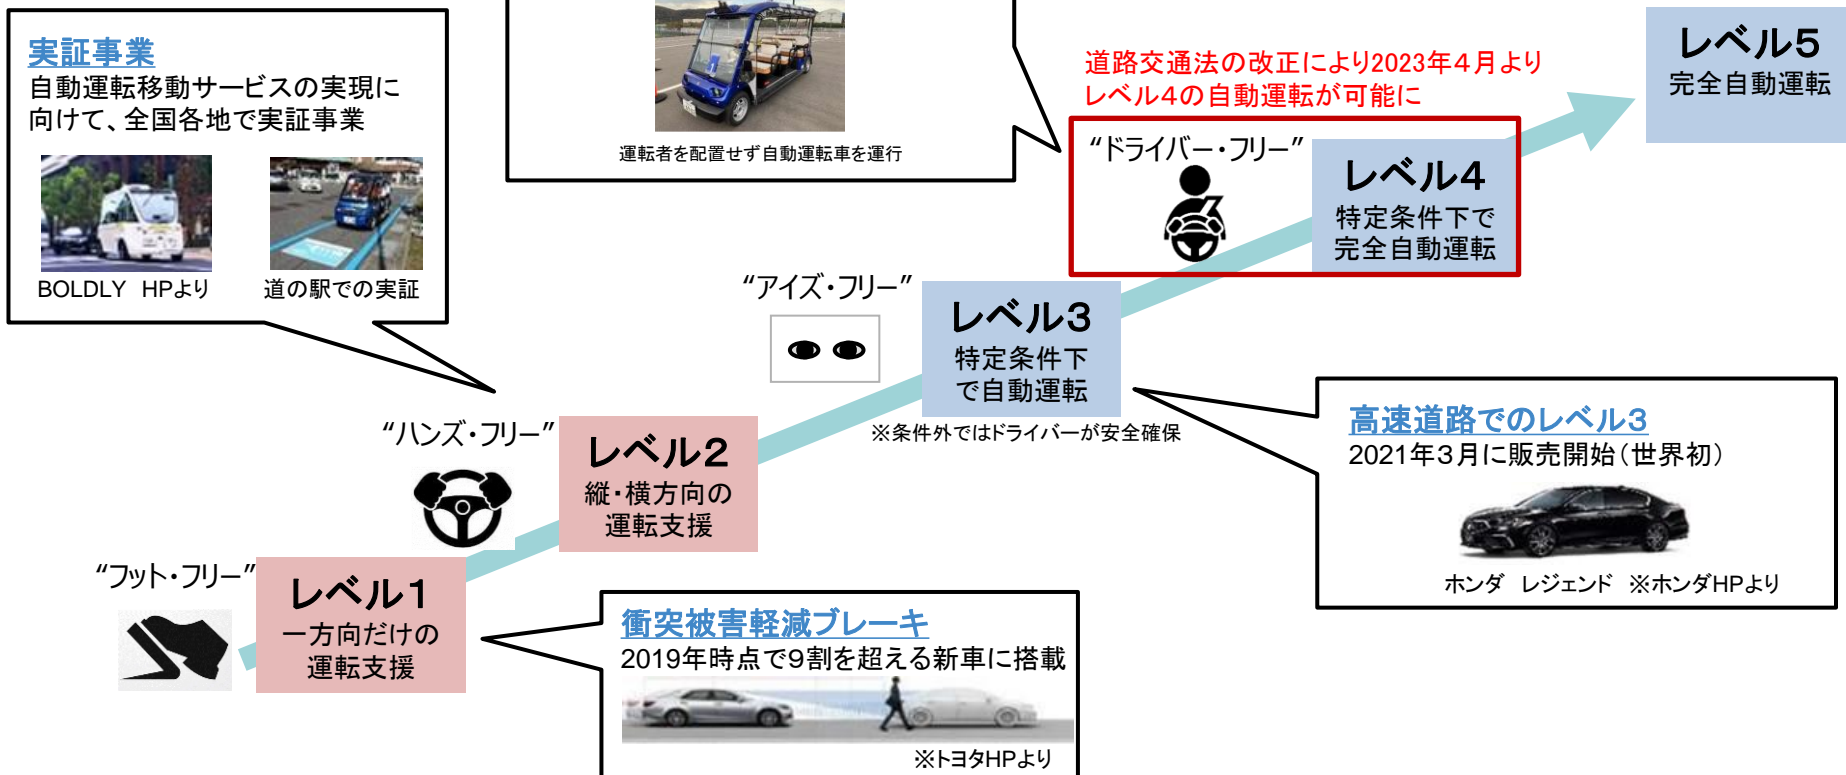 実証事業
自動運転移動サービスの実現に
向けて、全国各地で実証事業
BOLDLY　HPより
道の駅での実証
運転者を配置せず自動運転車を運行
道路交通法の改正により2023年４月より
レベル４の自動運転が可能に
“ドライバー・フリー”
レベル４
特定条件下で
完全自動運転
レベル５
完全自動運転
“アイズ・フリー”
レベル３
特定条件下
で自動運転
※条件外ではドライバーが安全確保
高速道路でのレベル３
2021年３月に販売開始（世界初）
ホンダ　レジェンド　※ホンダHPより
“ハンズ・フリー”
レベル２
縦・横方向の
運転支援
“フット・フリー”
レベル１
一方向だけの
運転支援
衝突被害軽減ブレーキ
2019年時点で９割を超える新車に搭載
※トヨタHPより